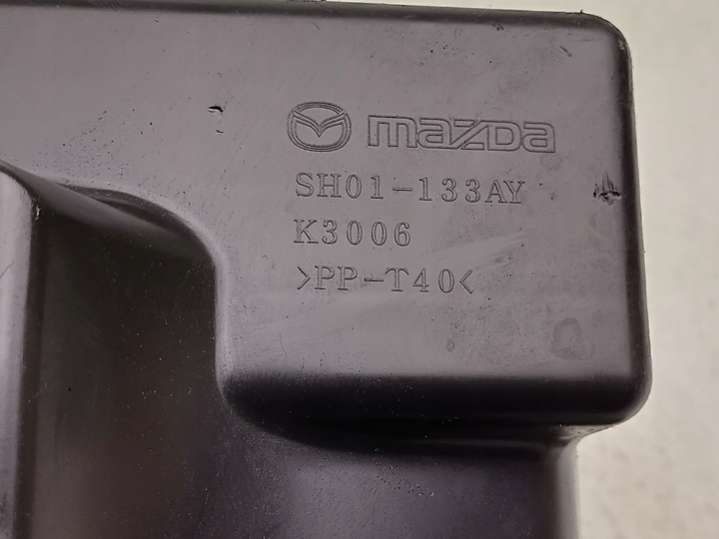 mazda
SH01-133AY
K3006
>PP-T40<